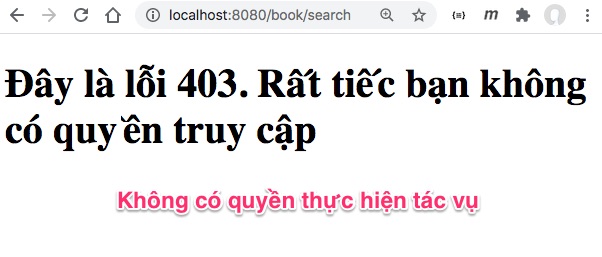 localhost:8080/book/search
Đây là lỗi 403. Rất tiếc bạn không
có quyền truy cập
Không có quyền thực hiện tác vụ